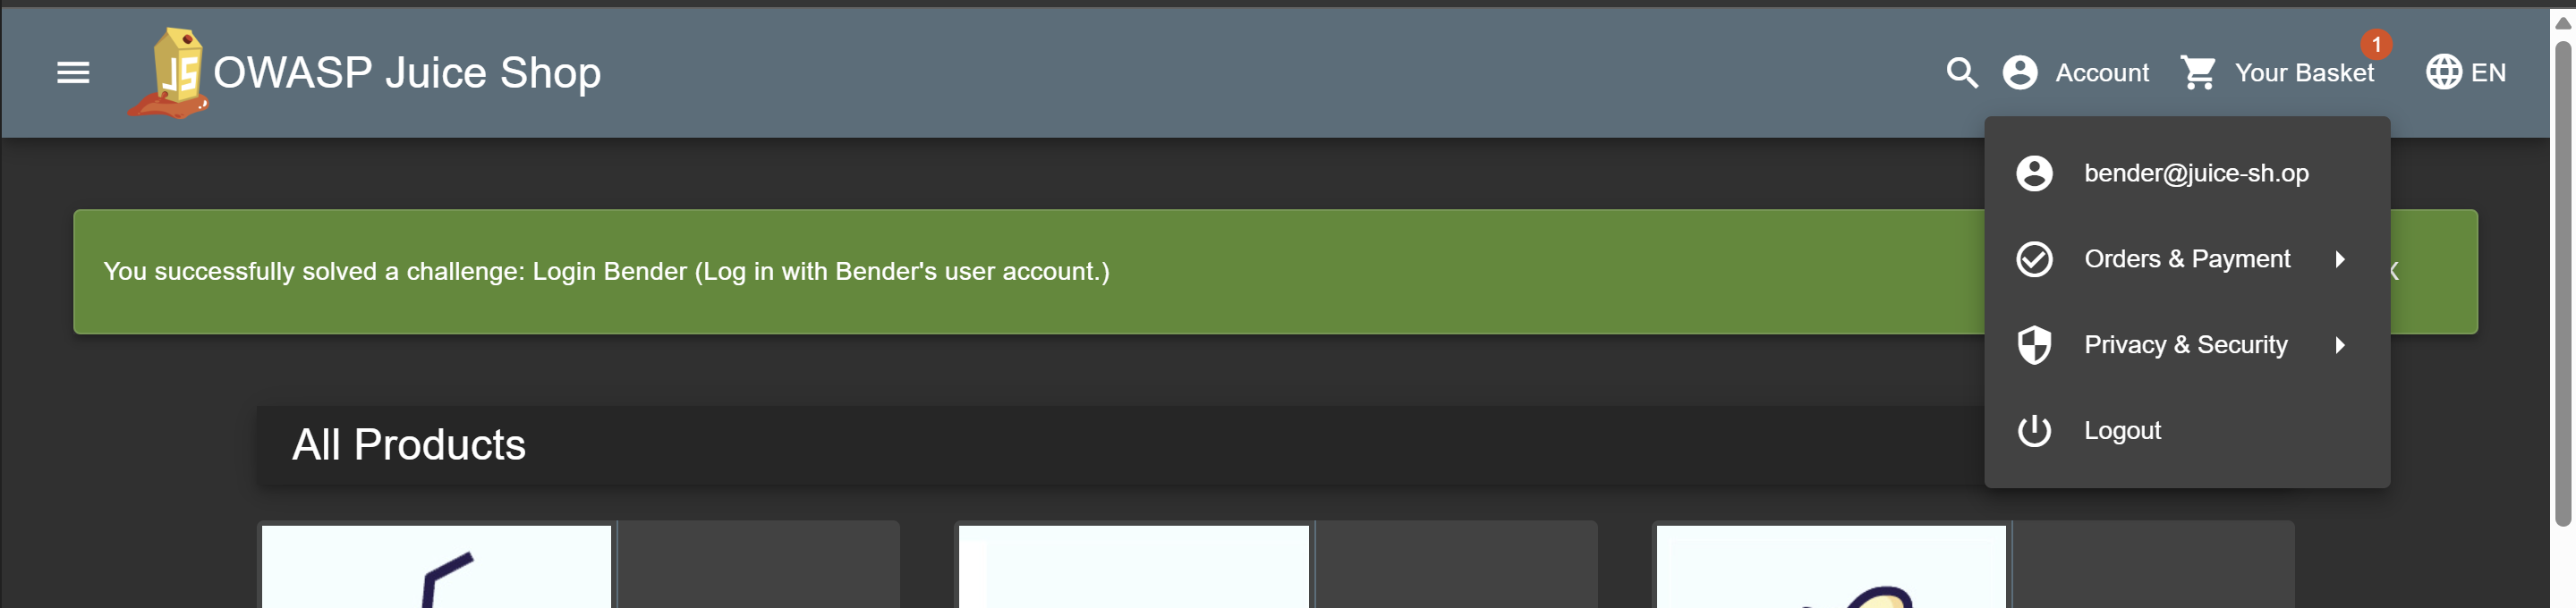 OWASP Juice Shop
Account
Your Basket
1
EN
bender@juice-sh.op
Orders & Payment
Privacy & Security
Logout
You successfully solved a challenge: Login Bender (Log in with Bender's user account.)
X
All Products
JS